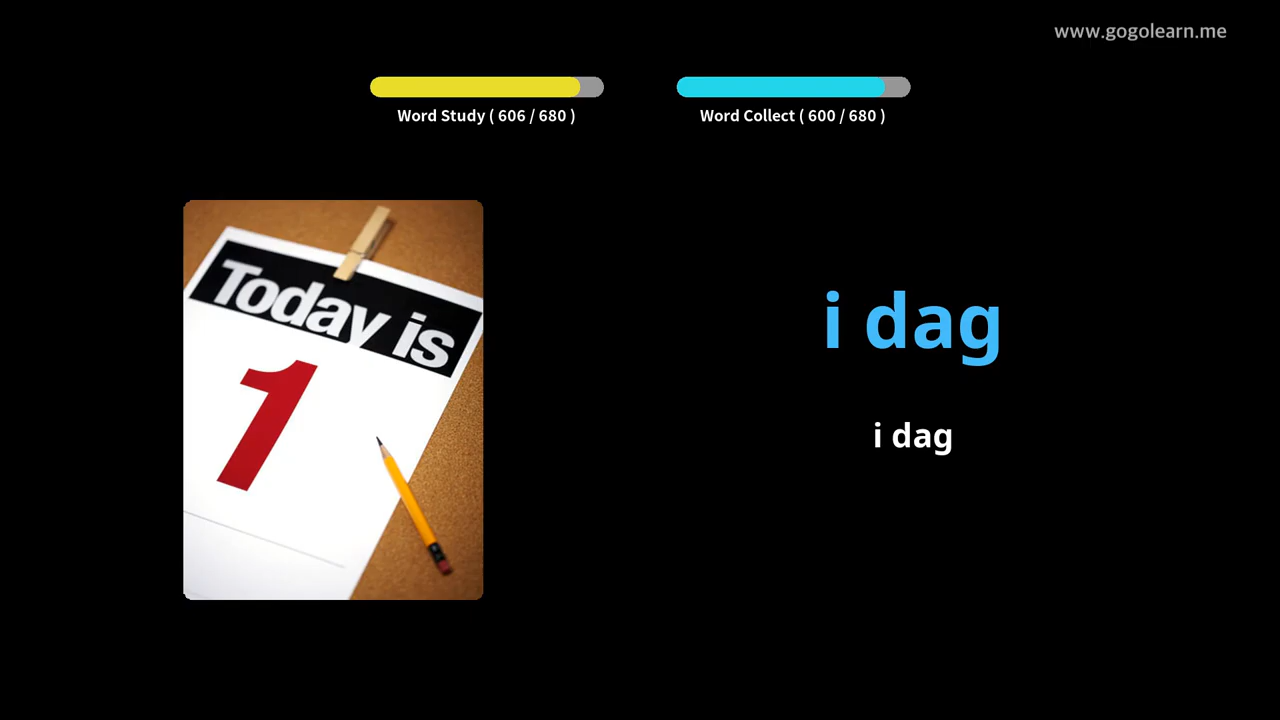 www.gogolearn.me
Word Study ( 606 / 680 )
Word Collect ( 600 / 680 )
Today is
1
i dag
i dag